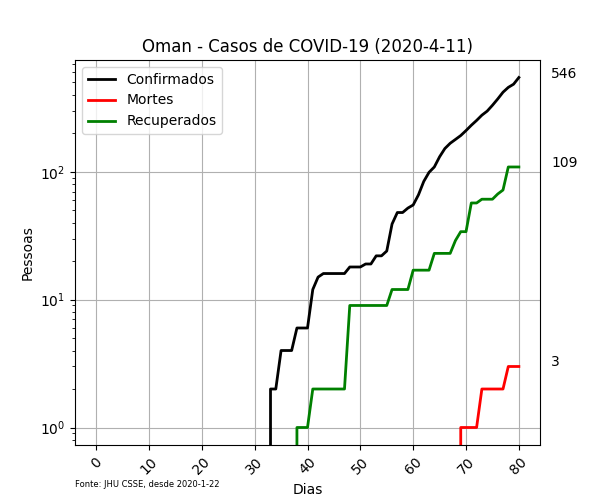 Oman - Casos de COVID-19 (2020-4-11)
Confirmados
Mortes
Recuperados
546
109
3
10²
10¹
10⁰
Pessoas
0 10 20 30 40 50 60 70 80
Dias
Fonte: JHU CSSE, desde 2020-1-22